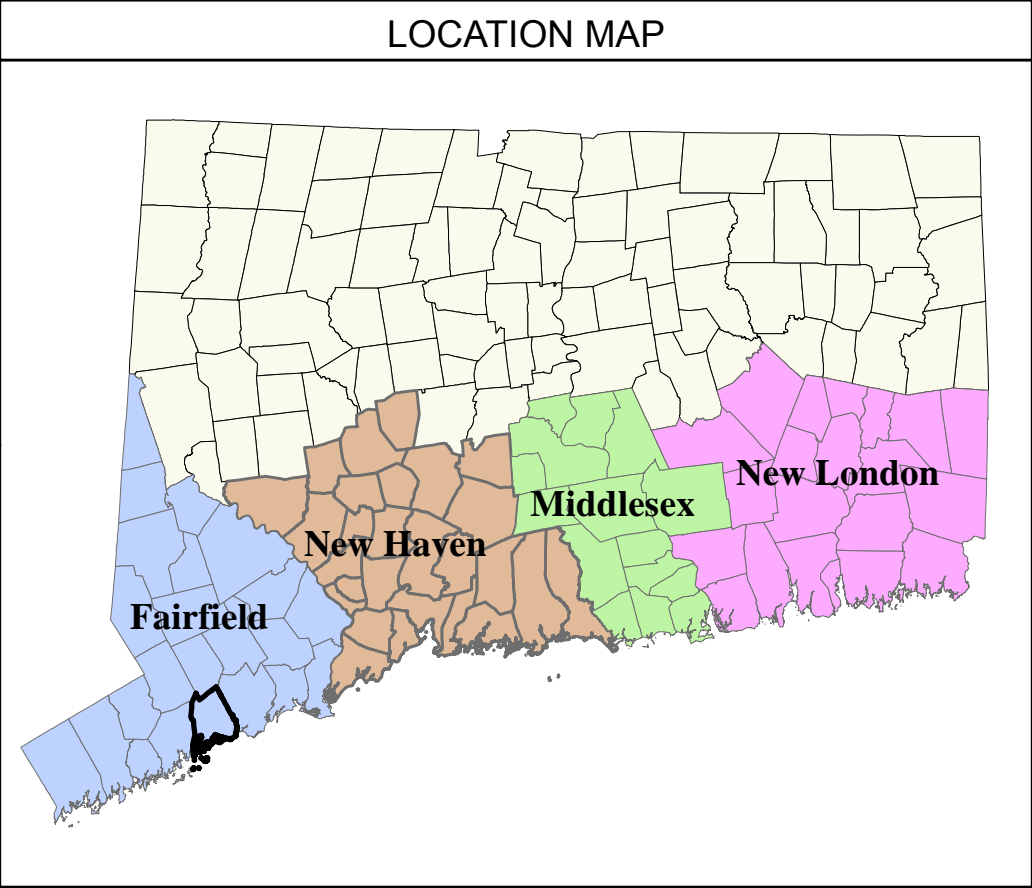 LOCATION MAP
New London
Middlesex
New Haven
Fairfield